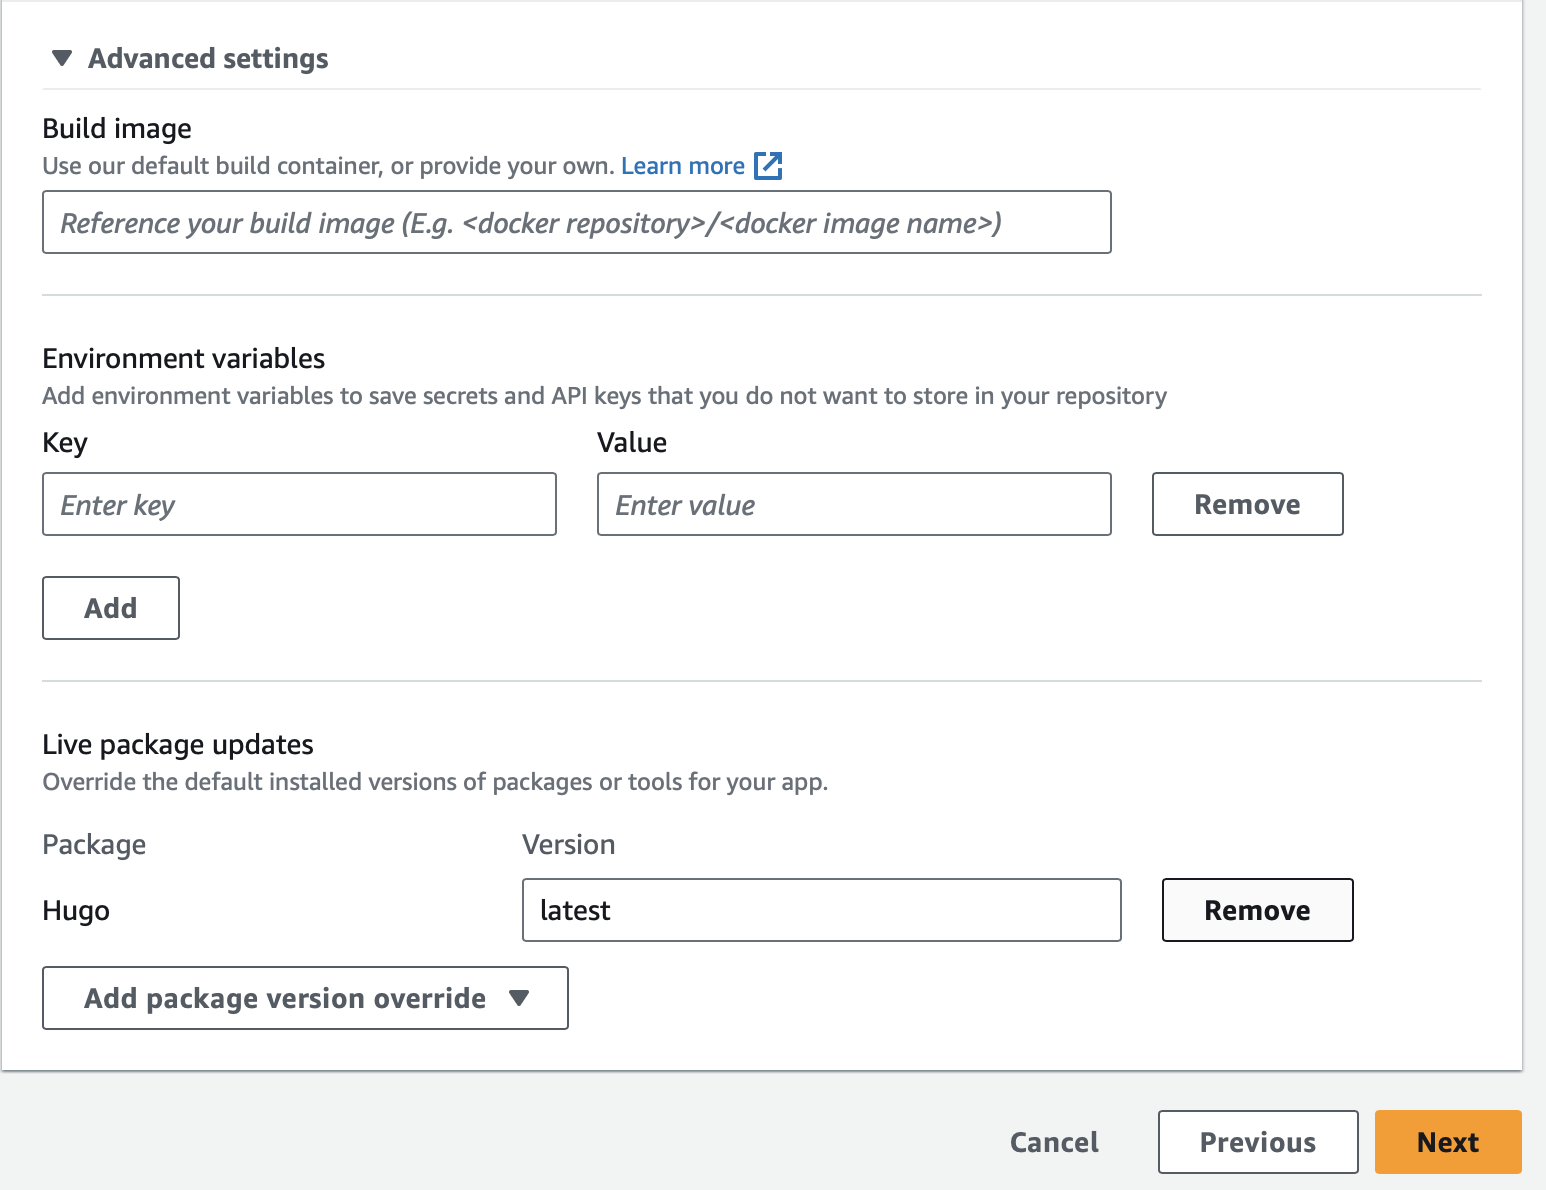 Advanced settings
Build image
Use our default build container, or provide your own. Learn more
Reference your build image (E.g. <docker repository>/<docker image name>)
Environment variables
Add environment variables to save secrets and API keys that you do not want to store in your repository
Key Value
Enter key Enter value Remove
Add
Live package updates
Override the default installed versions of packages or tools for your app.
Package Version
Hugo latest Remove
Add package version override
Cancel Previous Next